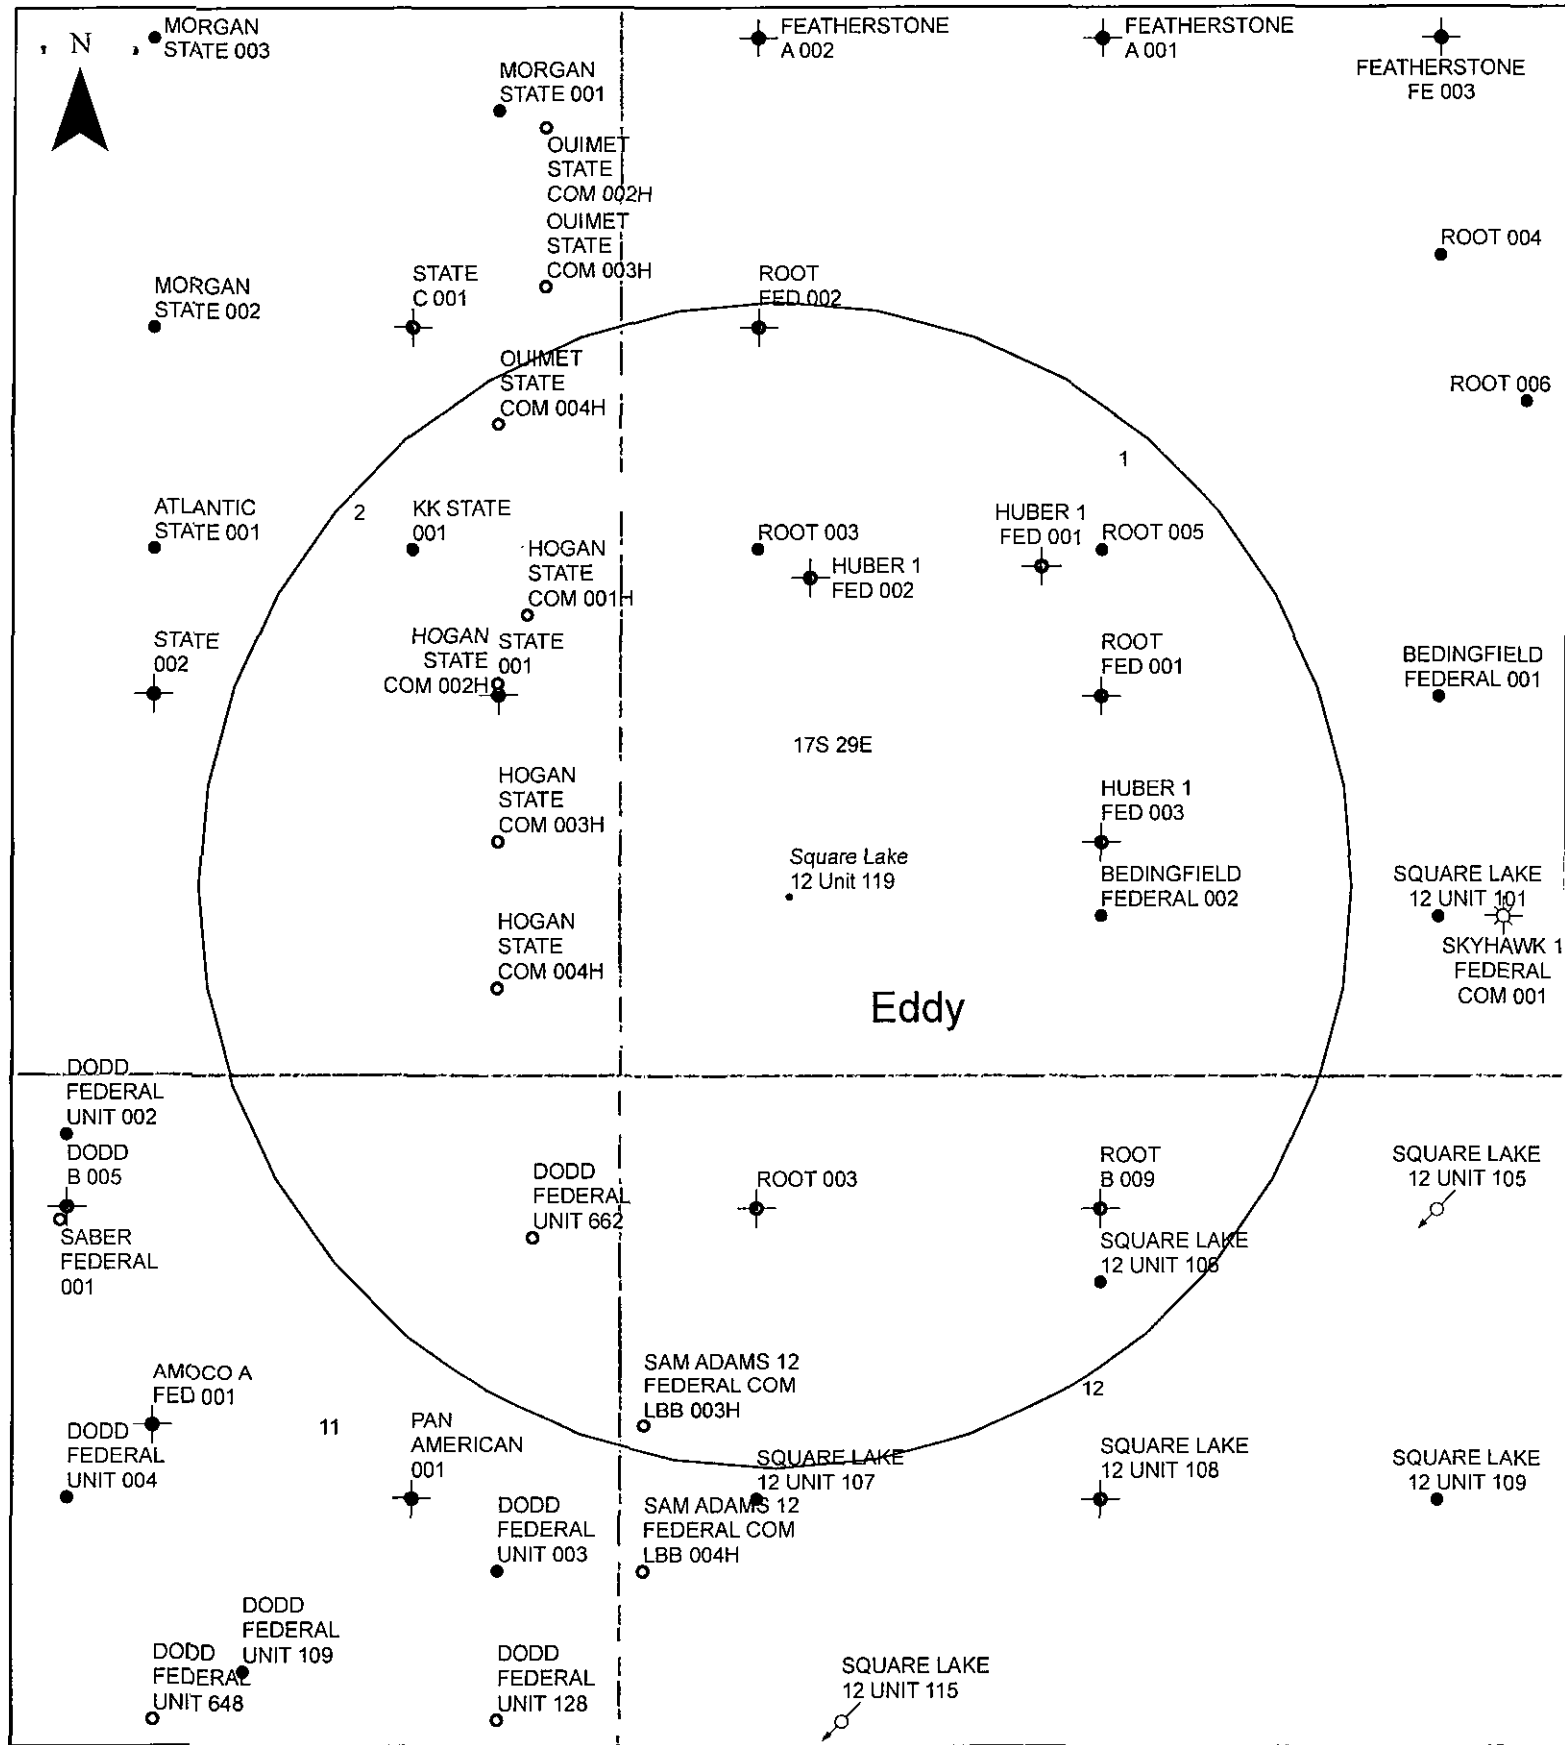 N
MORGAN
STATE 003
FEATHERSTONE
A 002
FEATHERSTONE
A 001
FEATHERSTONE
FE 003
MORGAN
STATE 001
OUIMET
STATE
COM 002H
OUIMET
STATE
COM 003H
ROOT 004
MORGAN
STATE 002
STATE
C 001
ROOT
FED 002
OUIMET
STATE
COM 004H
ROOT 006
1
2
ATLANTIC
STATE 001
KK STATE
001
HOGAN
STATE
COM 001H
ROOT 003
HUBER 1
FED 002
HUBER 1
FED 001
ROOT 005
STATE
002
HOGAN
STATE
COM 002H
STATE
001
ROOT
FED 001
BEDINGFIELD
FEDERAL 001
17S 29E
HOGAN
STATE
COM 003H
HUBER 1
FED 003
Square Lake
12 Unit 119
BEDINGFIELD
FEDERAL 002
SQUARE LAKE
12 UNIT 101
SKYHAWK 1
FEDERAL
COM 001
HOGAN
STATE
COM 004H
Eddy
DODD
FEDERAL
UNIT 002
DODD
B 005
SABER
FEDERAL
001
DODD
FEDERAL
UNIT 662
ROOT 003
ROOT
B 009
SQUARE LAKE
12 UNIT 105
SQUARE LAKE
12 UNIT 106
AMOCO A
FED 001
11
SAM ADAMS 12
FEDERAL COM
LBB 003H
12
DODD
FEDERAL
UNIT 004
PAN
AMERICAN
001
SQUARE LAKE
12 UNIT 107
SQUARE LAKE
12 UNIT 108
SQUARE LAKE
12 UNIT 109
DODD
FEDERAL
UNIT 003
SAM ADAMS 12
FEDERAL COM
LBB 004H
DODD
FEDERAL
UNIT 109
DODD
FEDERAL
UNIT 648
DODD
FEDERAL
UNIT 128
SQUARE LAKE
12 UNIT 115